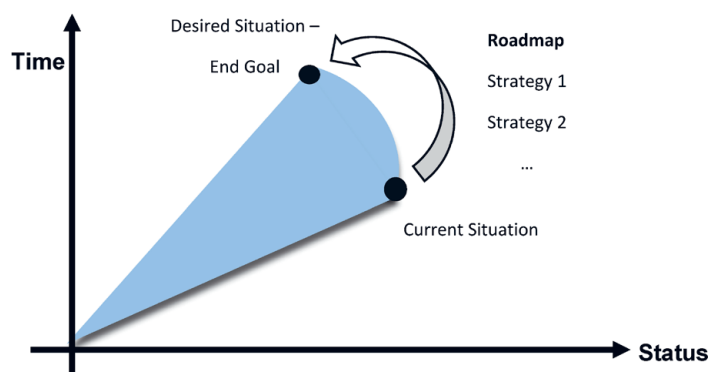 Desired Situation –
End Goal
Time
Roadmap
Strategy 1
Strategy 2
...
Current Situation
Status